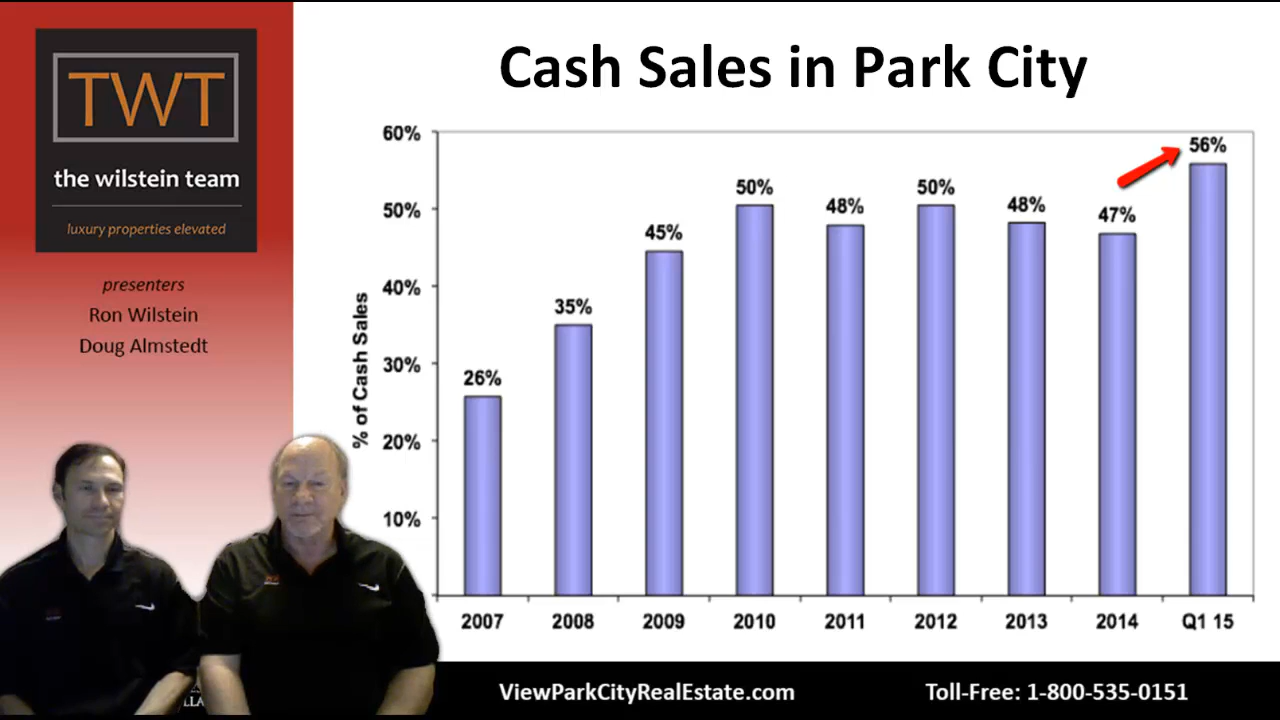 TWT
the wilstein team
luxury properties elevated
presenters
Ron Wilstein
Doug Almstedt
Cash Sales in Park City
% of Cash Sales
60%
50%
40%
30%
20%
10%
26%
35%
45%
50%
48%
50%
48%
47%
56%
2007 2008 2009 2010 2011 2012 2013 2014 Q1 15
ViewParkCityRealEstate.com Toll-Free: 1-800-535-0151